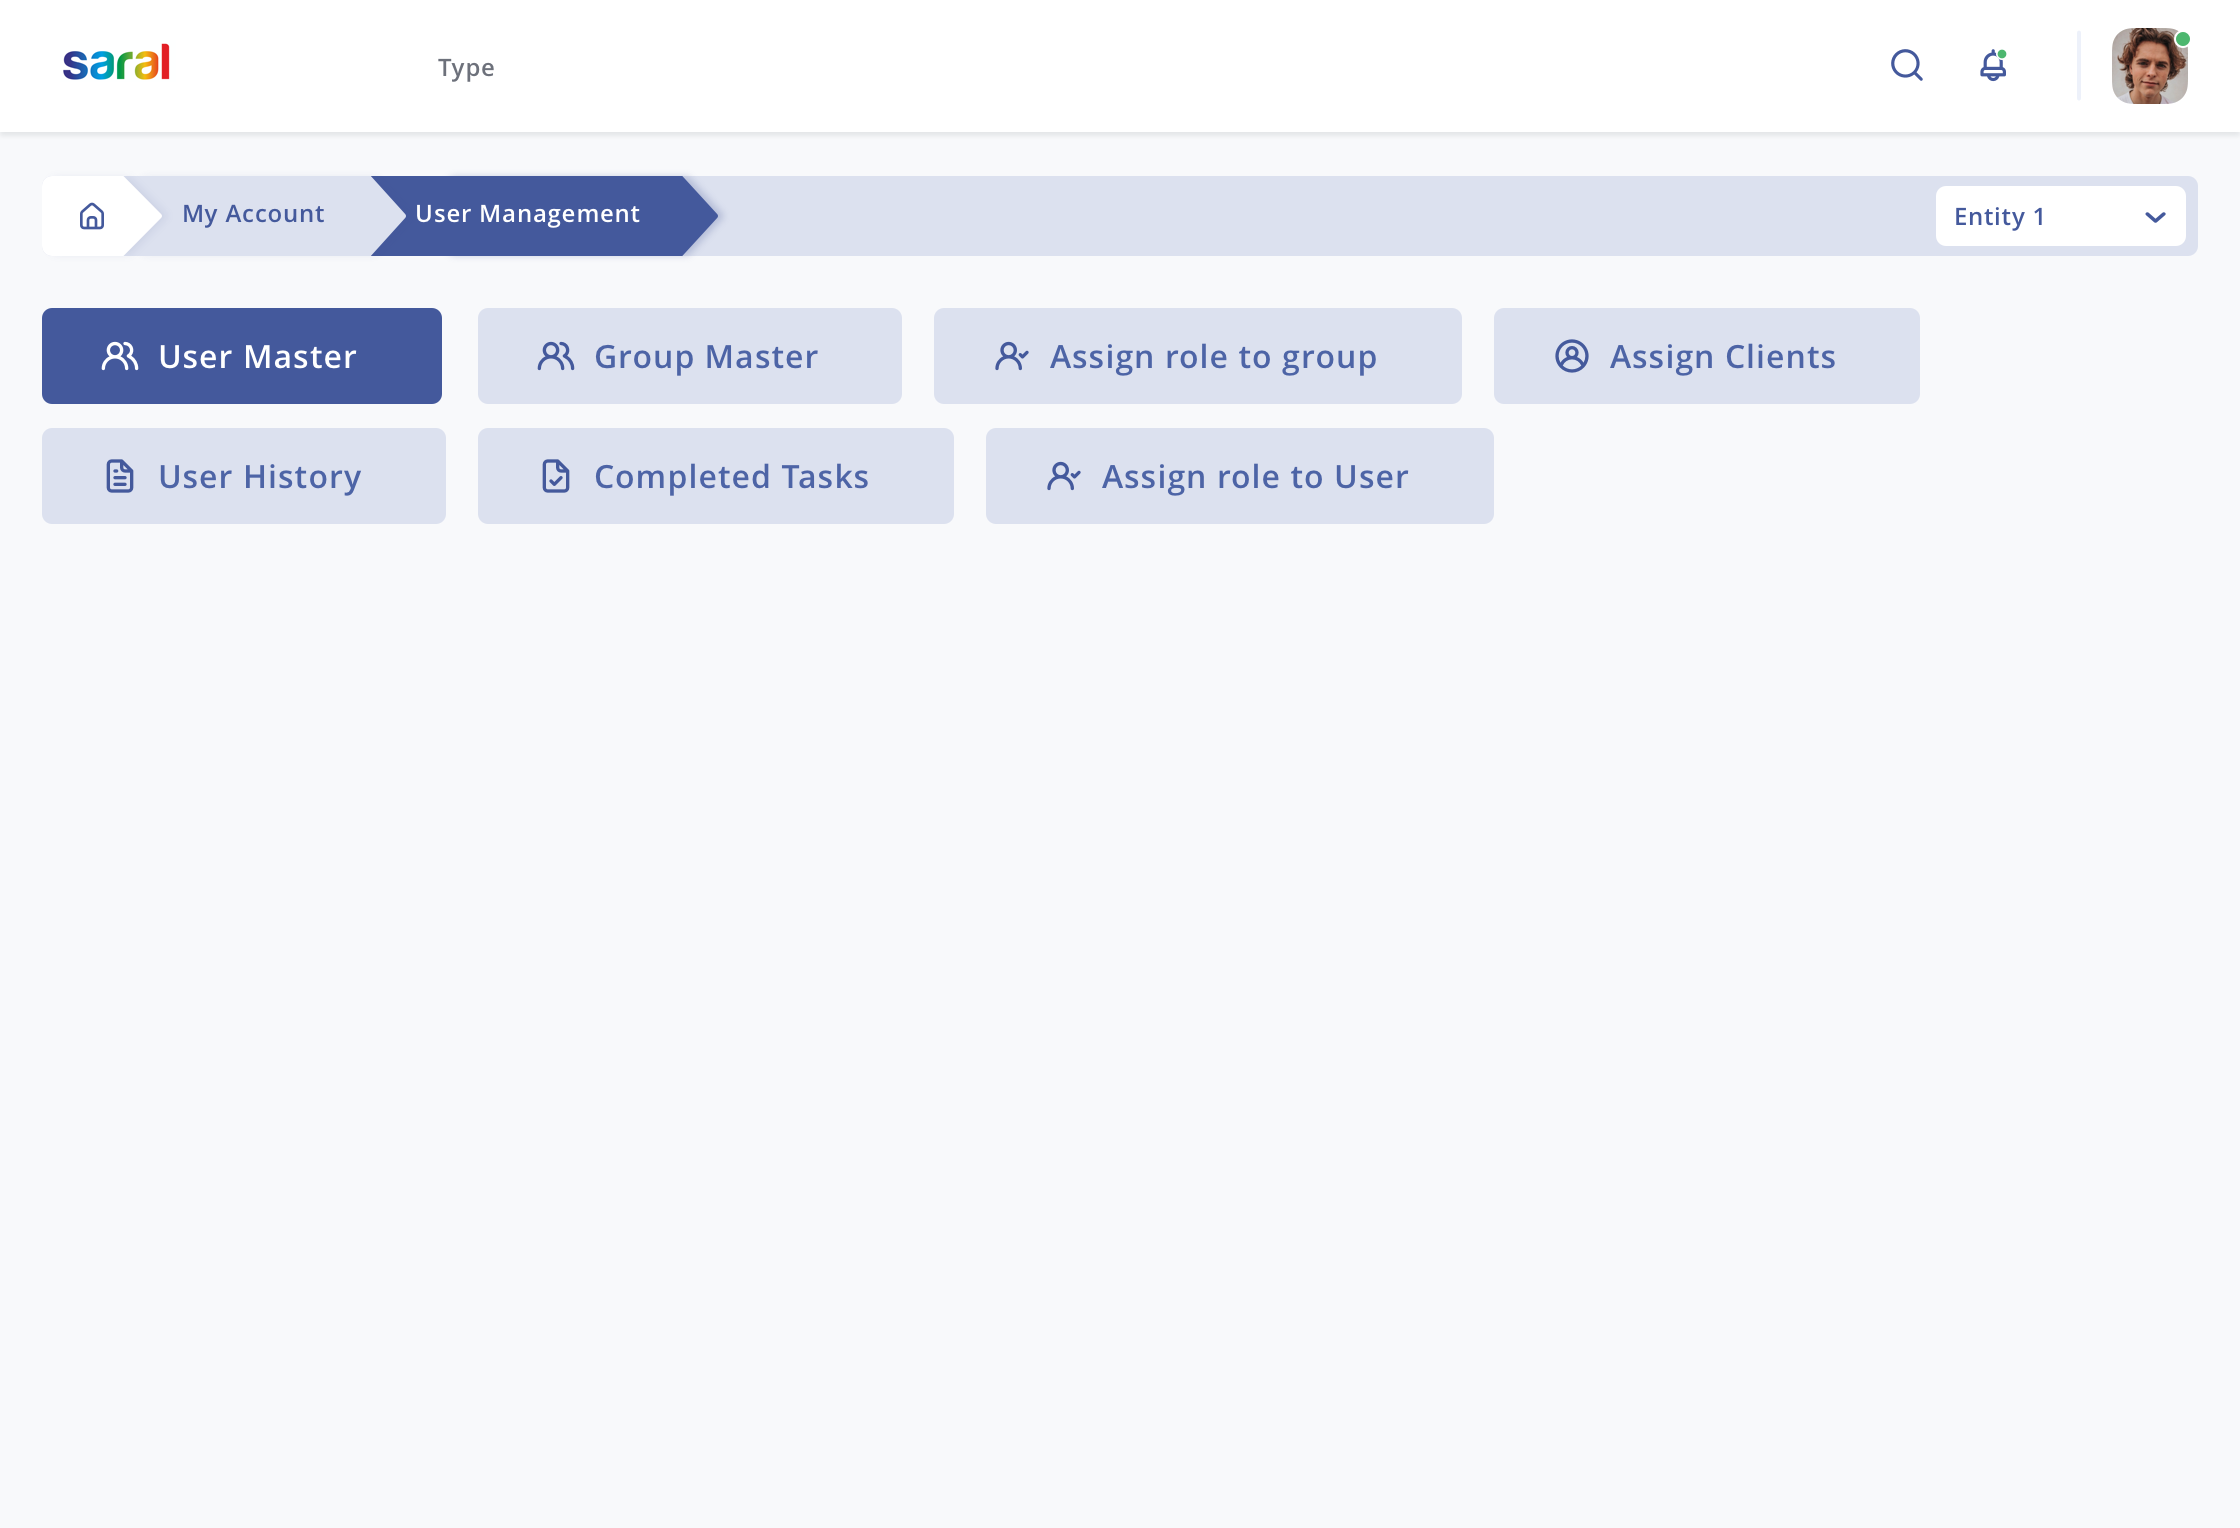 saral
Type
My Account
User Management
Entity 1
User Master
Group Master
Assign role to group
Assign Clients
User History
Completed Tasks
Assign role to User